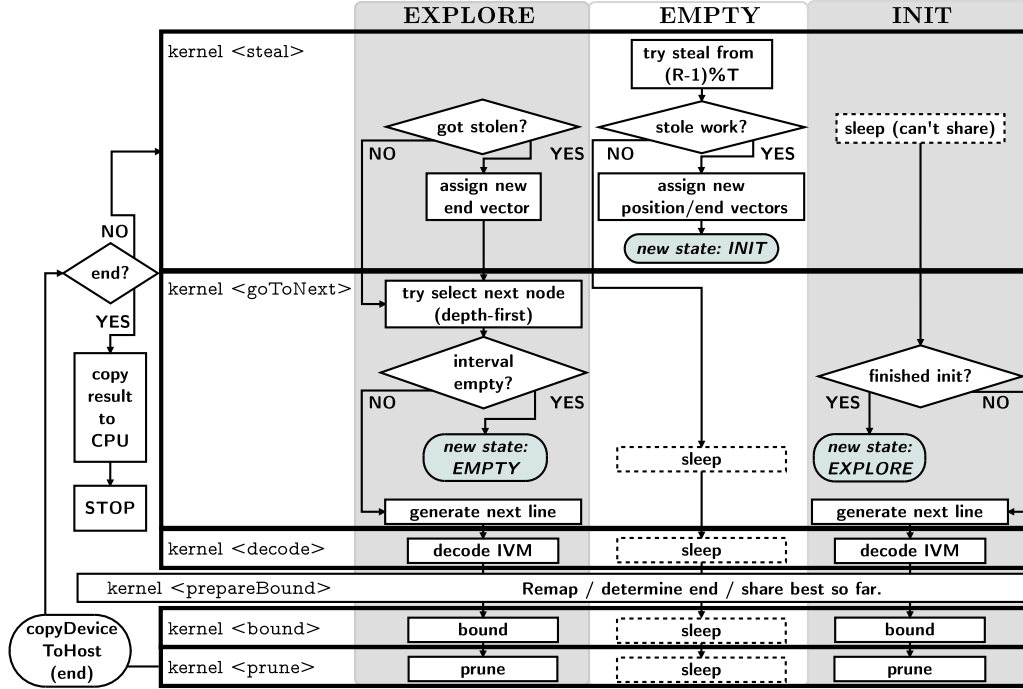 EXPLORE
EMPTY
INIT
kernel <steal>
try steal from
(R-1)%T
got stolen?
stole work?
sleep (can't share)
NO
YES
NO
YES
assign new
end vector
assign new
position/end vectors
new state: INIT
NO
end?
kernel <goToNext>
try select next node
(depth-first)
YES
interval
empty?
finished init?
copy
result
to
CPU
NO
YES
YES
NO
new state:
EMPTY
sleep
new state:
EXPLORE
STOP
generate next line
generate next line
kernel <decode>
decode IVM
sleep
decode IVM
kernel <prepareBound>
Remap / determine end / share best so far.
copyDevice
ToHost
(end)
kernel <bound>
bound
sleep
bound
kernel <prune>
prune
sleep
prune